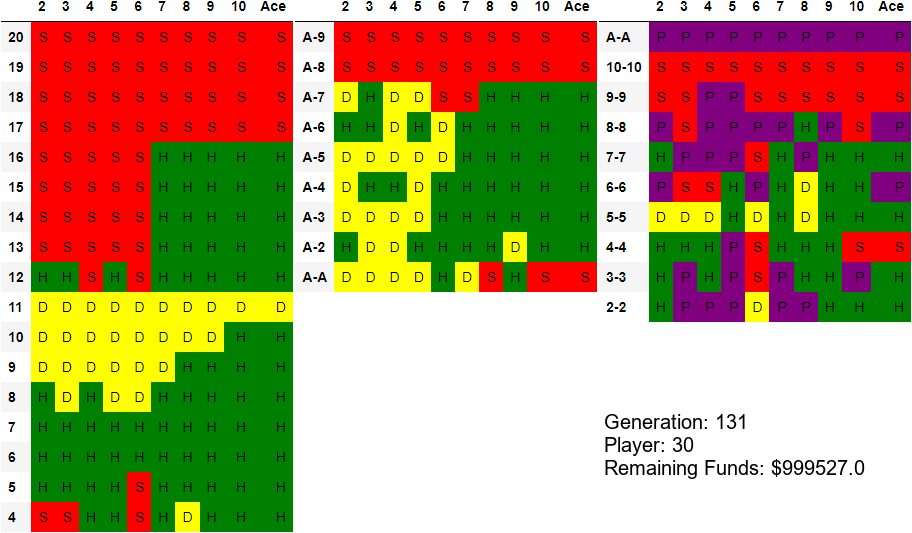 2 3 4 5 6 7 8 9 10 Ace 2 3 4 5 6 7 8 9 10 Ace 2 3 4 5 6 7 8 9 10 Ace
20 S S S S S S S S S S A-9 S S S S S S S S S S A-A P P P P P P P P P P
19 S S S S S S S S S S A-8 S S S S S S S S S S 10-10 S S S S S S S S S S
18 S S S S S S S S S S A-7 D H D D S S H H H H 9-9 S S P P S S S S S S
17 S S S S S S S S S S A-6 H H D H D H H H H H 8-8 P S P P P P H P S P
16 S S S S S H H H H H A-5 D D D D D H H H H H 7-7 H P P P S H P H H H
15 S S S S S H H H H H A-4 D H H D H H H H H H 6-6 P S S H P H D H H P
14 S S S S S H H H H H A-3 D D D D H H H H H H 5-5 D D D H D H D H H H
13 S S S S S H H H H H A-2 H D D H H H H D H H 4-4 H H H P S H H H S S
12 H H S H S H H H H H A-A D D D D H D S H S S 3-3 H P H P S P H H P H
11 D D D D D D D D D D 2-2 H P P P D P P H H H
10 D D D D D D D D H H
9 D D D D D D H H H H
8 H D H D D H H H H H
7 H H H H H H H H H H
6 H H H H H H H H H H
5 H H H H S H H H H H
4 S S H H S H D H H H
Generation: 131
Player: 30
Remaining Funds: $999527.0